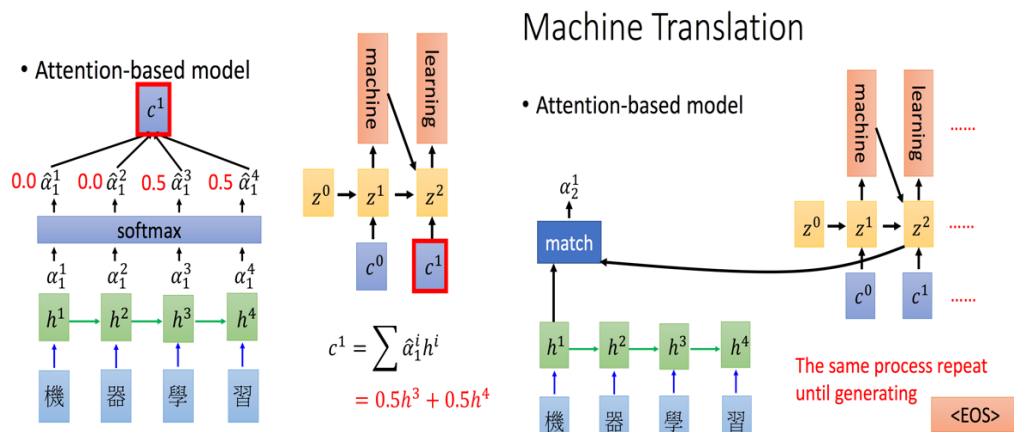 • Attention-based model
c¹
0.0 α̂₁¹ 0.0 α̂₁² 0.5 α̂₁³ 0.5 α̂₁⁴
softmax
α₁¹ α₁² α₁³ α₁⁴
h¹ h² h³ h⁴
機 器 學 習
machine learning
z⁰ z¹ z²
c⁰ c¹
c¹ = ∑ α̂₁ⁱhⁱ
= 0.5h³ + 0.5h⁴
Machine Translation
• Attention-based model
machine learning ......
α₂¹
match
z⁰ z¹ z² ......
c⁰ c¹ ......
h¹ h² h³ h⁴
機 器 學 習
The same process repeat
until generating
<EOS>